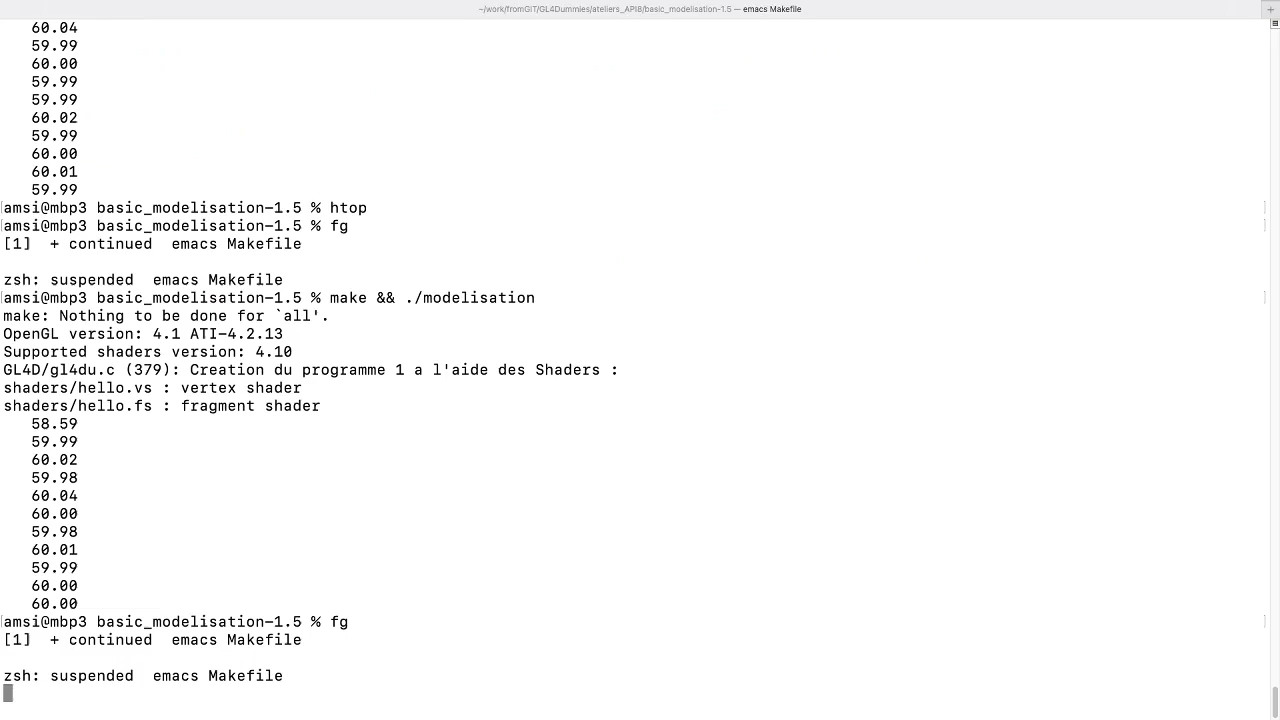 ~/work/fromGIT/GL4Dummies/ateliers_API8/basic_modelisation-1.5 — emacs Makefile
60.04
59.99
60.00
59.99
59.99
60.02
59.99
60.00
60.01
59.99
[amsi@mbp3 basic_modelisation-1.5 % htop ]
[amsi@mbp3 basic_modelisation-1.5 % fg ]
[1]  + continued  emacs Makefile
zsh: suspended  emacs Makefile
[amsi@mbp3 basic_modelisation-1.5 % make && ./modelisation ]
make: Nothing to be done for `all'.
OpenGL version: 4.1 ATI-4.2.13
Supported shaders version: 4.10
GL4D/gl4du.c (379): Creation du programme 1 a l'aide des Shaders :
shaders/hello.vs : vertex shader
shaders/hello.fs : fragment shader
58.59
59.99
60.02
59.98
60.04
60.00
59.98
60.01
59.99
60.00
60.00
[amsi@mbp3 basic_modelisation-1.5 % fg ]
[1]  + continued  emacs Makefile
zsh: suspended  emacs Makefile